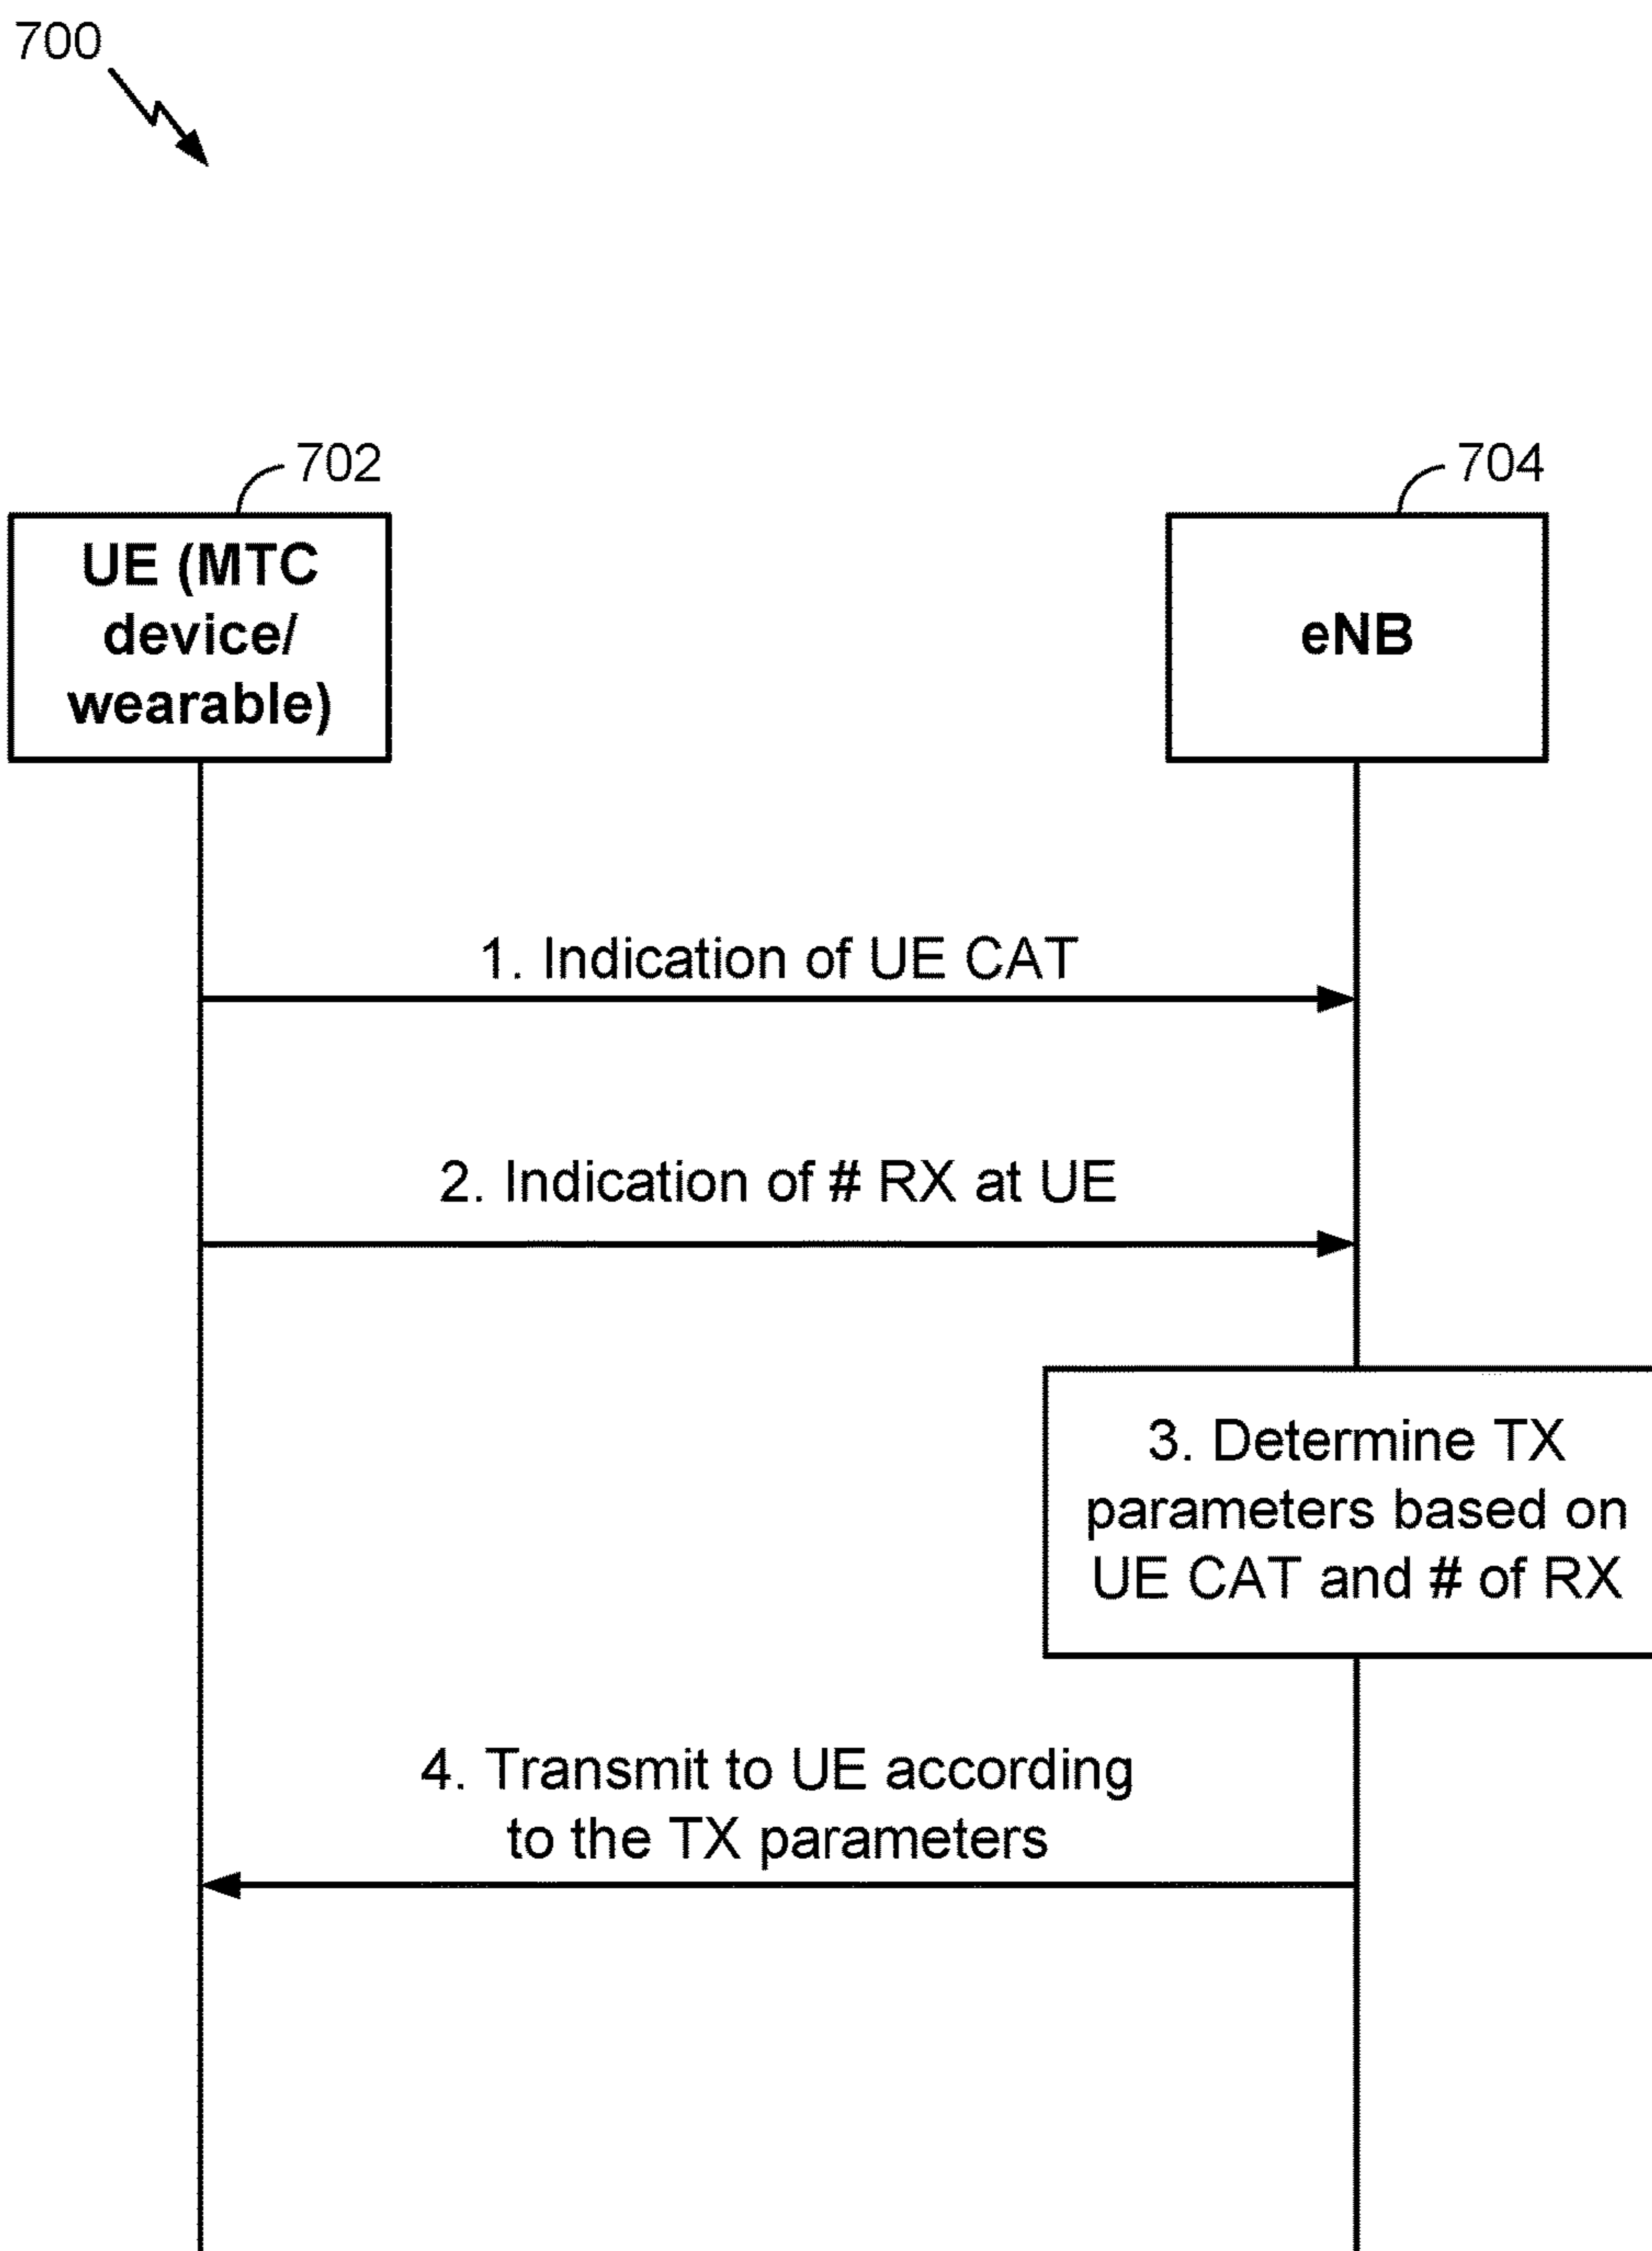 700
702
704
UE (MTC
device/
wearable)
eNB
1. Indication of UE CAT
2. Indication of # RX at UE
3. Determine TX
parameters based on
UE CAT and # of RX
4. Transmit to UE according
to the TX parameters